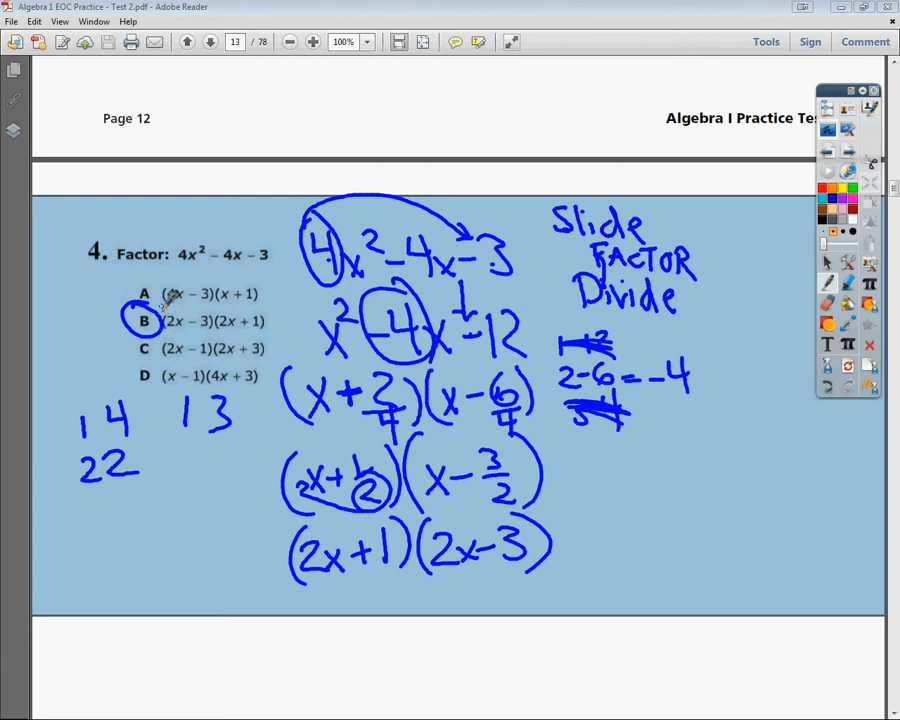 Algebra 1 EOC Practice - Test 2.pdf - Adobe Reader
File Edit View Window Help
13 / 78 100% Tools Sign Comment
Page 12 Algebra I Practice Tes
4. Factor: 4x² – 4x – 3
A (4x – 3)(x + 1)
B (2x – 3)(2x + 1)
C (2x – 1)(2x + 3)
D (x – 1)(4x + 3)
1 4 1 3
2 2
4x² – 4x – 3
x² – 4x – 12
(x + 2/4)(x – 6/4)
(2x + 1/2)(x – 3/2)
(2x + 1)(2x – 3)
Slide
FACTOR
Divide
2 – 6 = –4